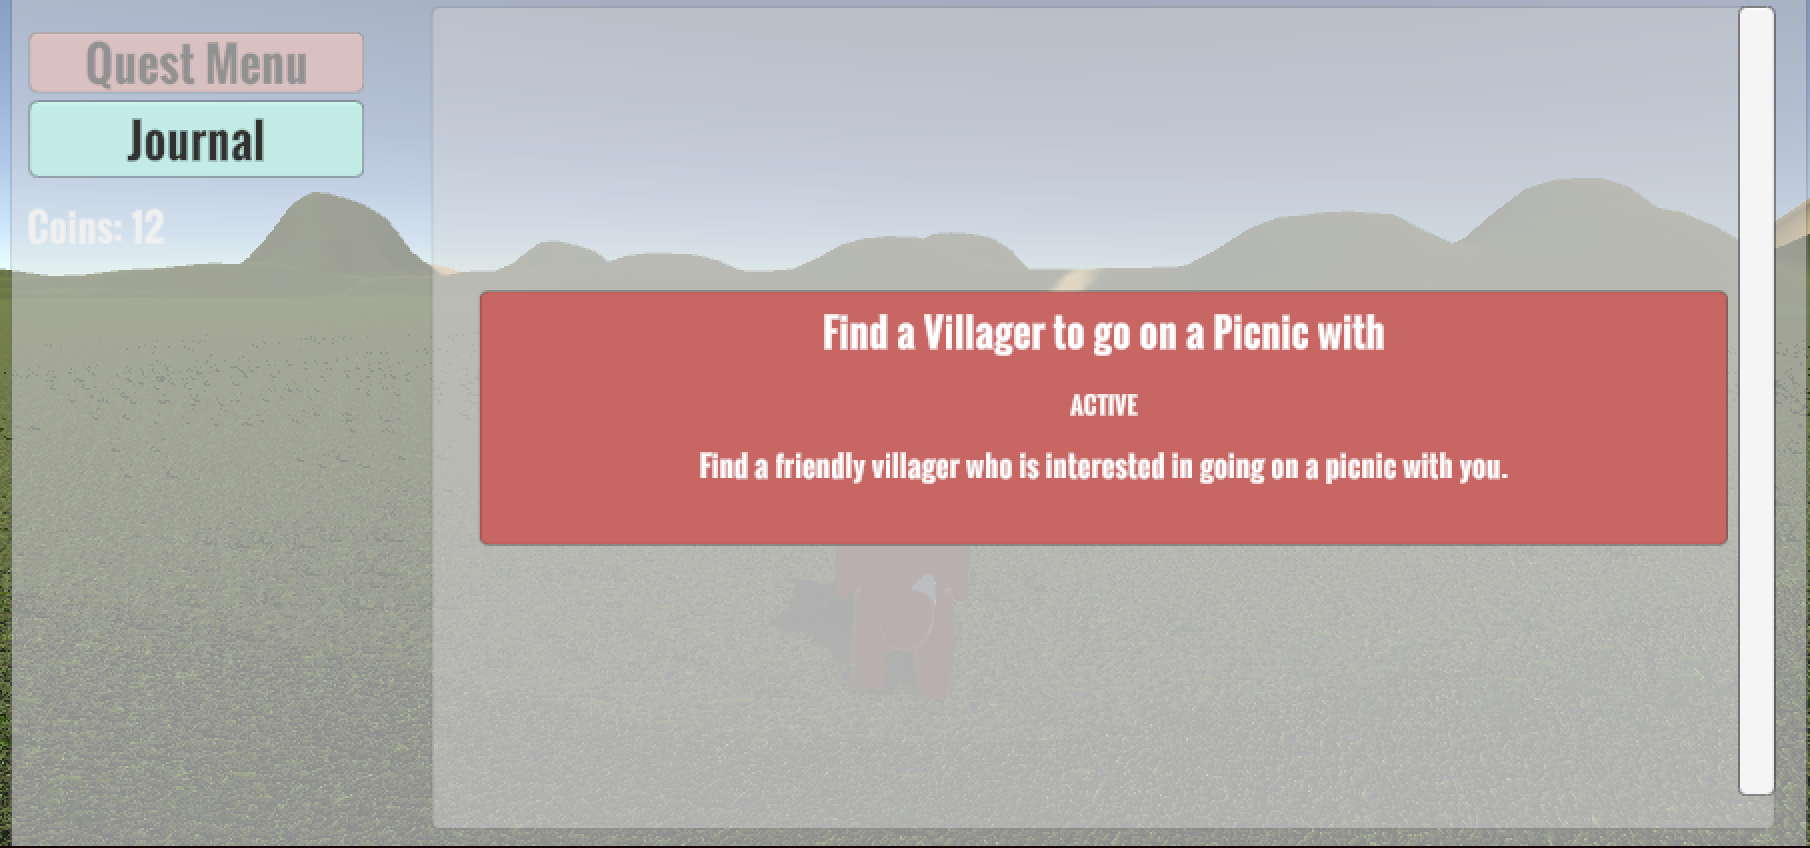 Quest Menu
Journal
Coins: 12
Find a Villager to go on a Picnic with
ACTIVE
Find a friendly villager who is interested in going on a picnic with you.